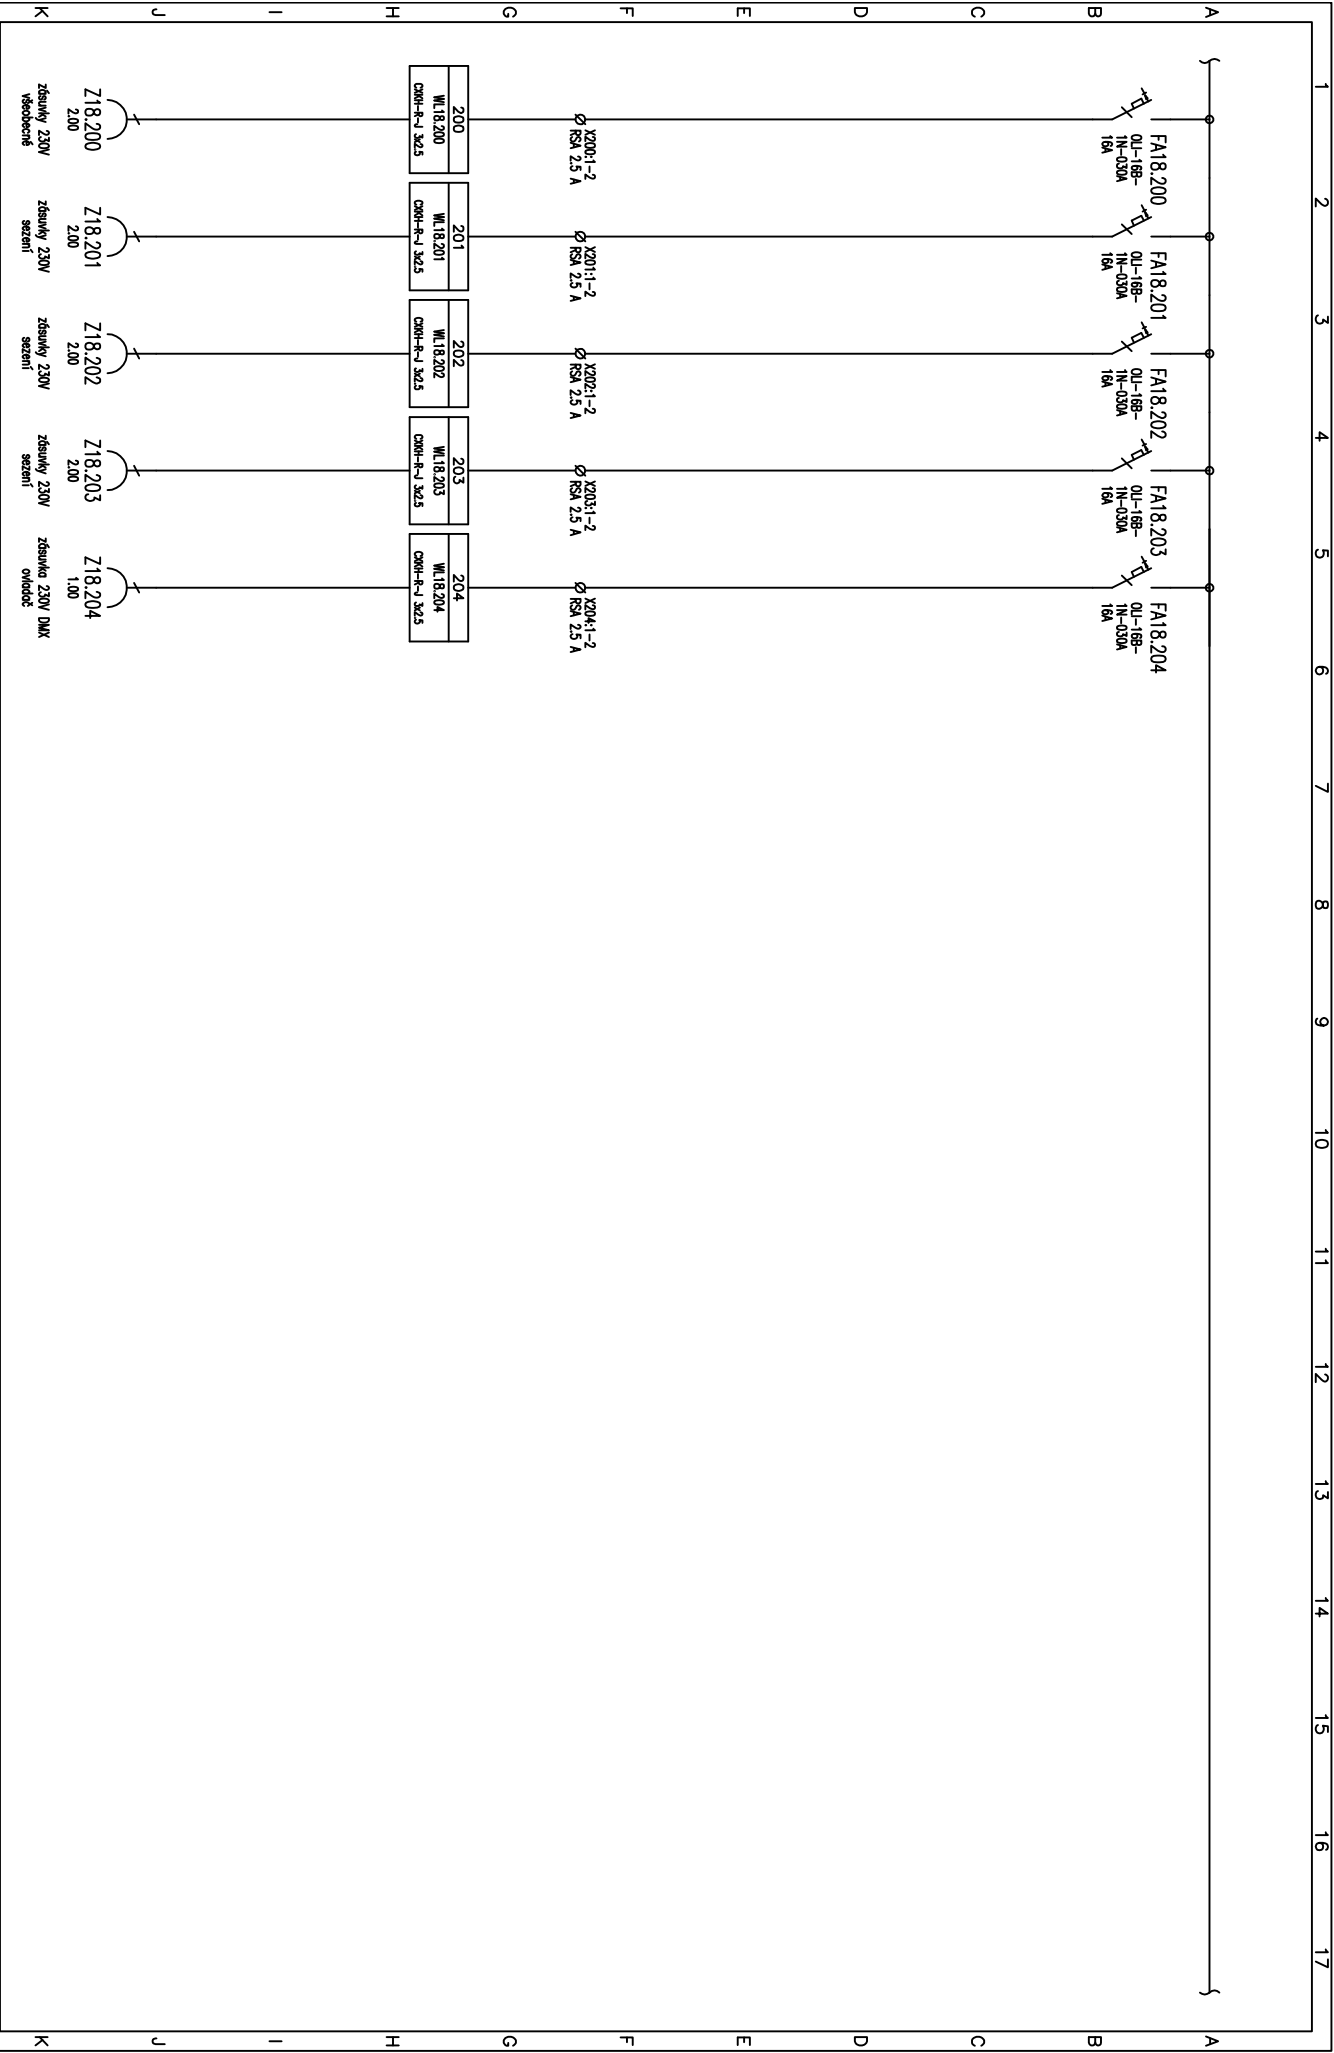 1
2
3
4
5
6
7
8
9
10
11
12
13
14
15
16
17
A
A
B
B
C
C
D
D
E
E
F
F
G
G
H
H
I
I
J
J
K
K
FA18.200
OLI-16B-
1N-030A
16A
FA18.201
OLI-16B-
1N-030A
16A
FA18.202
OLI-16B-
1N-030A
16A
FA18.203
OLI-16B-
1N-030A
16A
FA18.204
OLI-16B-
1N-030A
16A
X200:1-2
RSA 2.5 A
X201:1-2
RSA 2.5 A
X202:1-2
RSA 2.5 A
X203:1-2
RSA 2.5 A
X204:1-2
RSA 2.5 A
200
WL18.200
CXKH-R-J 3x2.5
201
WL18.201
CXKH-R-J 3x2.5
202
WL18.202
CXKH-R-J 3x2.5
203
WL18.203
CXKH-R-J 3x2.5
204
WL18.204
CXKH-R-J 3x2.5
Z18.200
2.00
zásuvky 230V
všeobecné
Z18.201
2.00
zásuvky 230V
sezení
Z18.202
2.00
zásuvky 230V
sezení
Z18.203
2.00
zásuvky 230V
sezení
Z18.204
1.00
zásuvka 230V DMX
ovladač